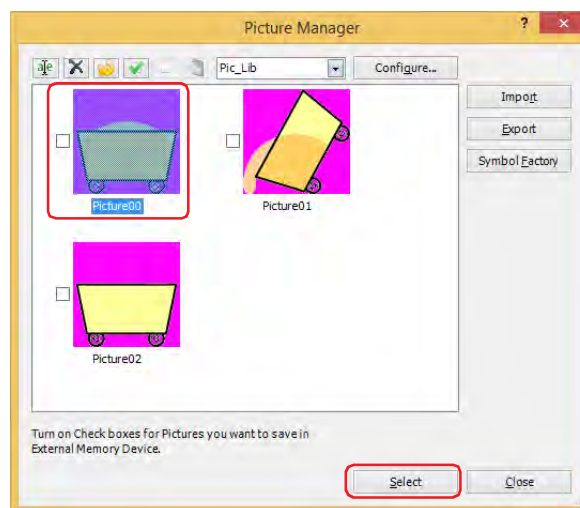 Picture Manager
?
aje
Pic_Lib
Configure...
Import
Export
Symbol Factory
Picture00
Picture01
Picture02
Turn on Check boxes for Pictures you want to save in
External Memory Device.
Select
Close